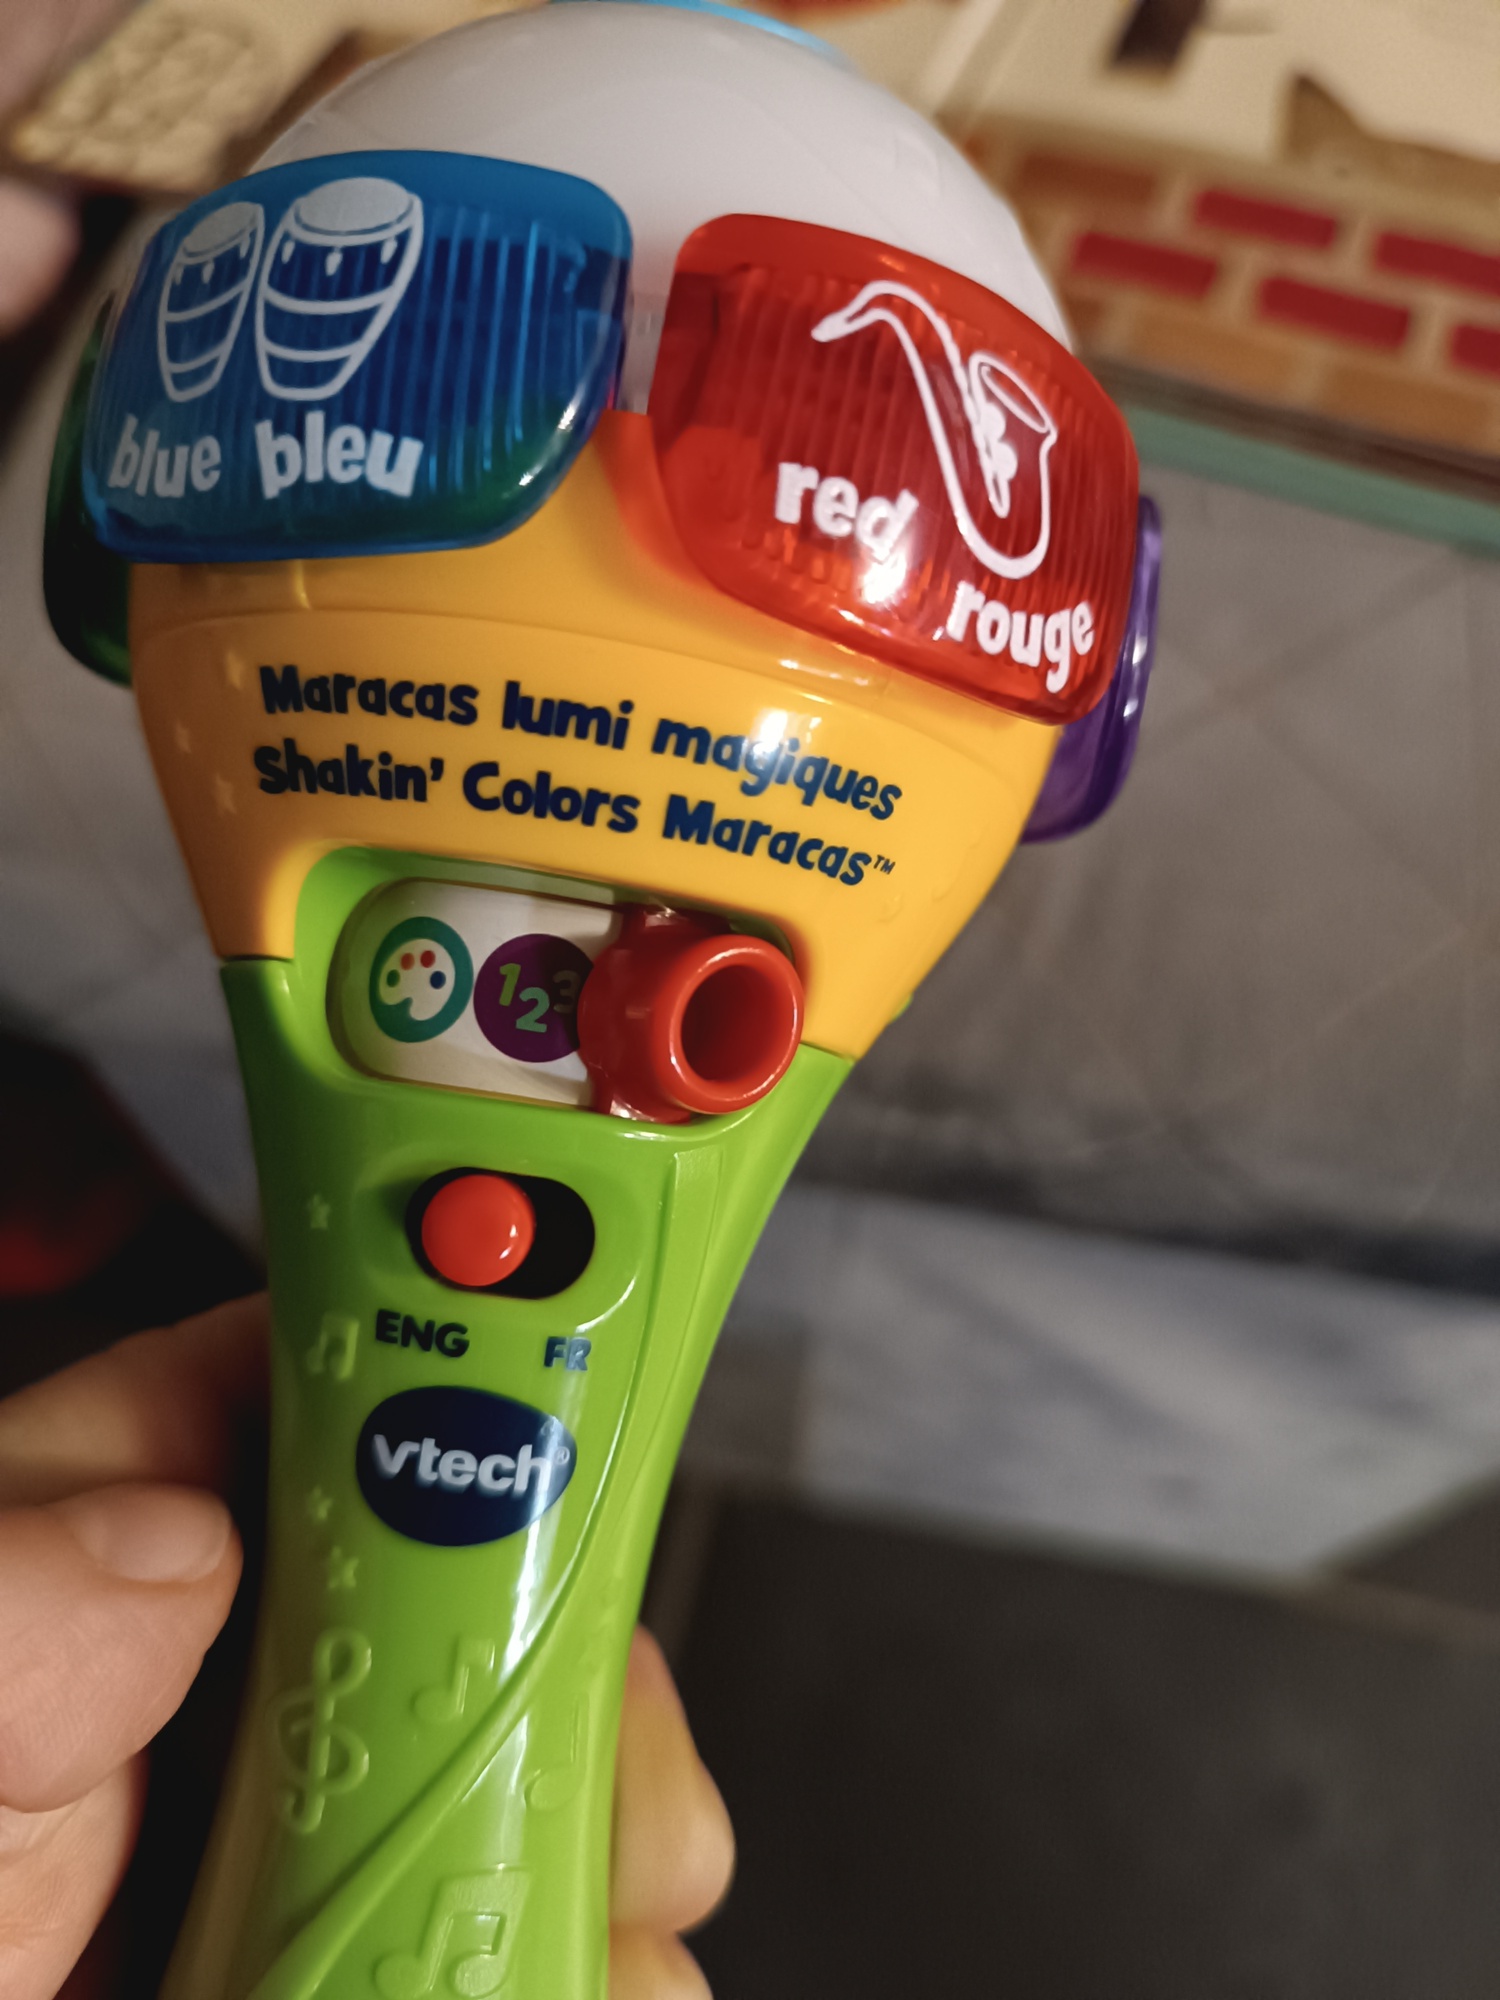 blue bleu
red
rouge
Maracas lumi magiques
Shakin' Colors Maracas™
123
ENG FR
vtech®